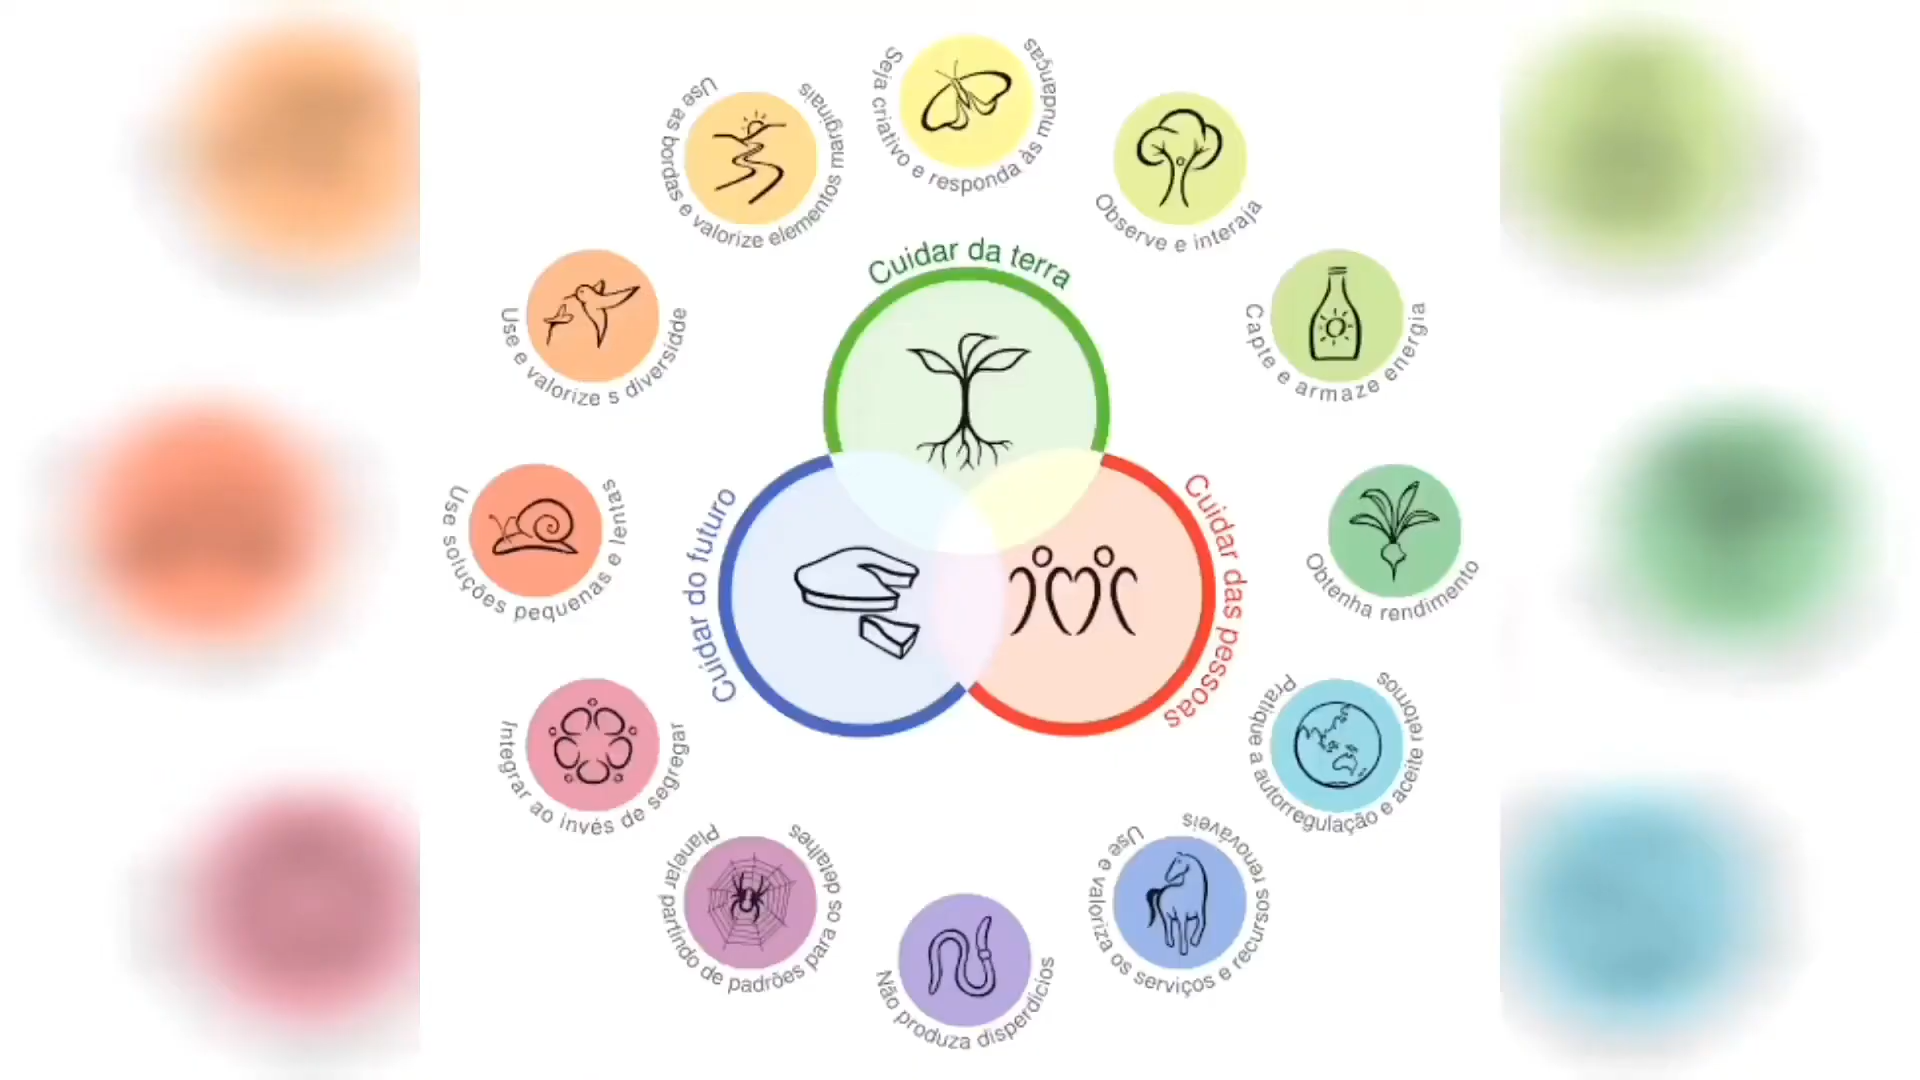 Seja criativo e responda às mudanças
Observe e interaja
Capte e armaze energia
Obtenha rendimento
Pratique a autorregulação e aceite retornos
Use e valoriza os serviços e recursos renováveis
Não produza disperdicios
Planejar partindo de padrões para os detalhes
Integrar ao invés de segregar
Use soluções pequenas e lentas
Use e valorize s diversidde
Use as bordas e valorize elementos marginais
Cuidar da terra
Cuidar das pessoas
Cuidar do futuro